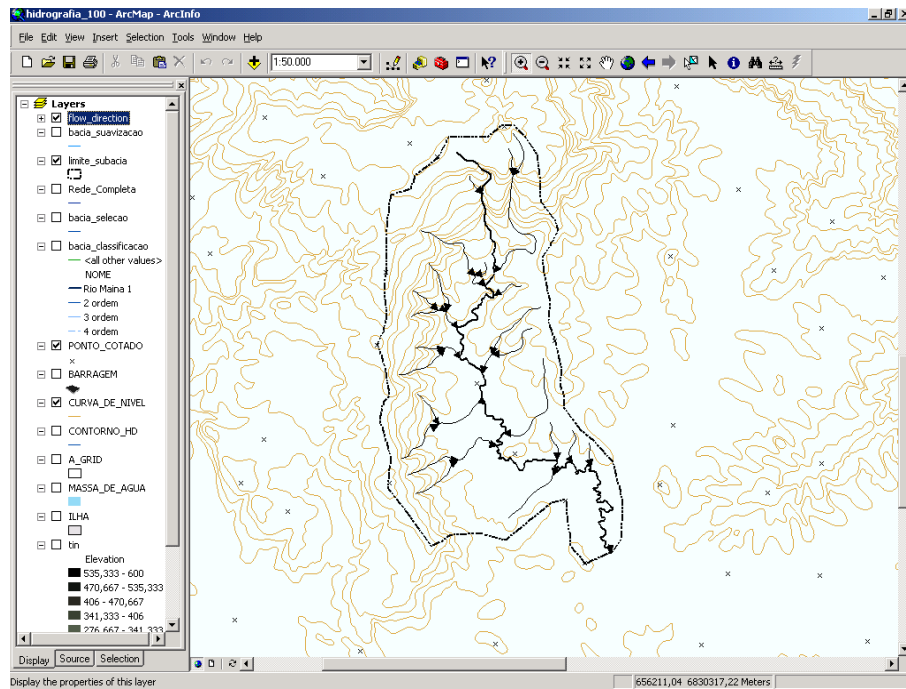 hidrografia_100 - ArcMap - ArcInfo
File Edit View Insert Selection Tools Window Help
1:50.000
Layers
flow_direction
bacia_suavizacao
limite_subacia
Rede_Completa
bacia_selecao
bacia_classificacao
<all other values>
NOME
Rio Maina 1
2 ordem
3 ordem
4 ordem
PONTO_COTADO
BARRAGEM
CURVA_DE_NIVEL
CONTORNO_HD
A_GRID
MASSA_DE_AGUA
ILHA
tin
Elevation
535,333 - 600
470,667 - 535,333
406 - 470,667
341,333 - 406
276,667 - 341,333
Display Source Selection
Display the properties of this layer
656211,04 6830317,22 Meters